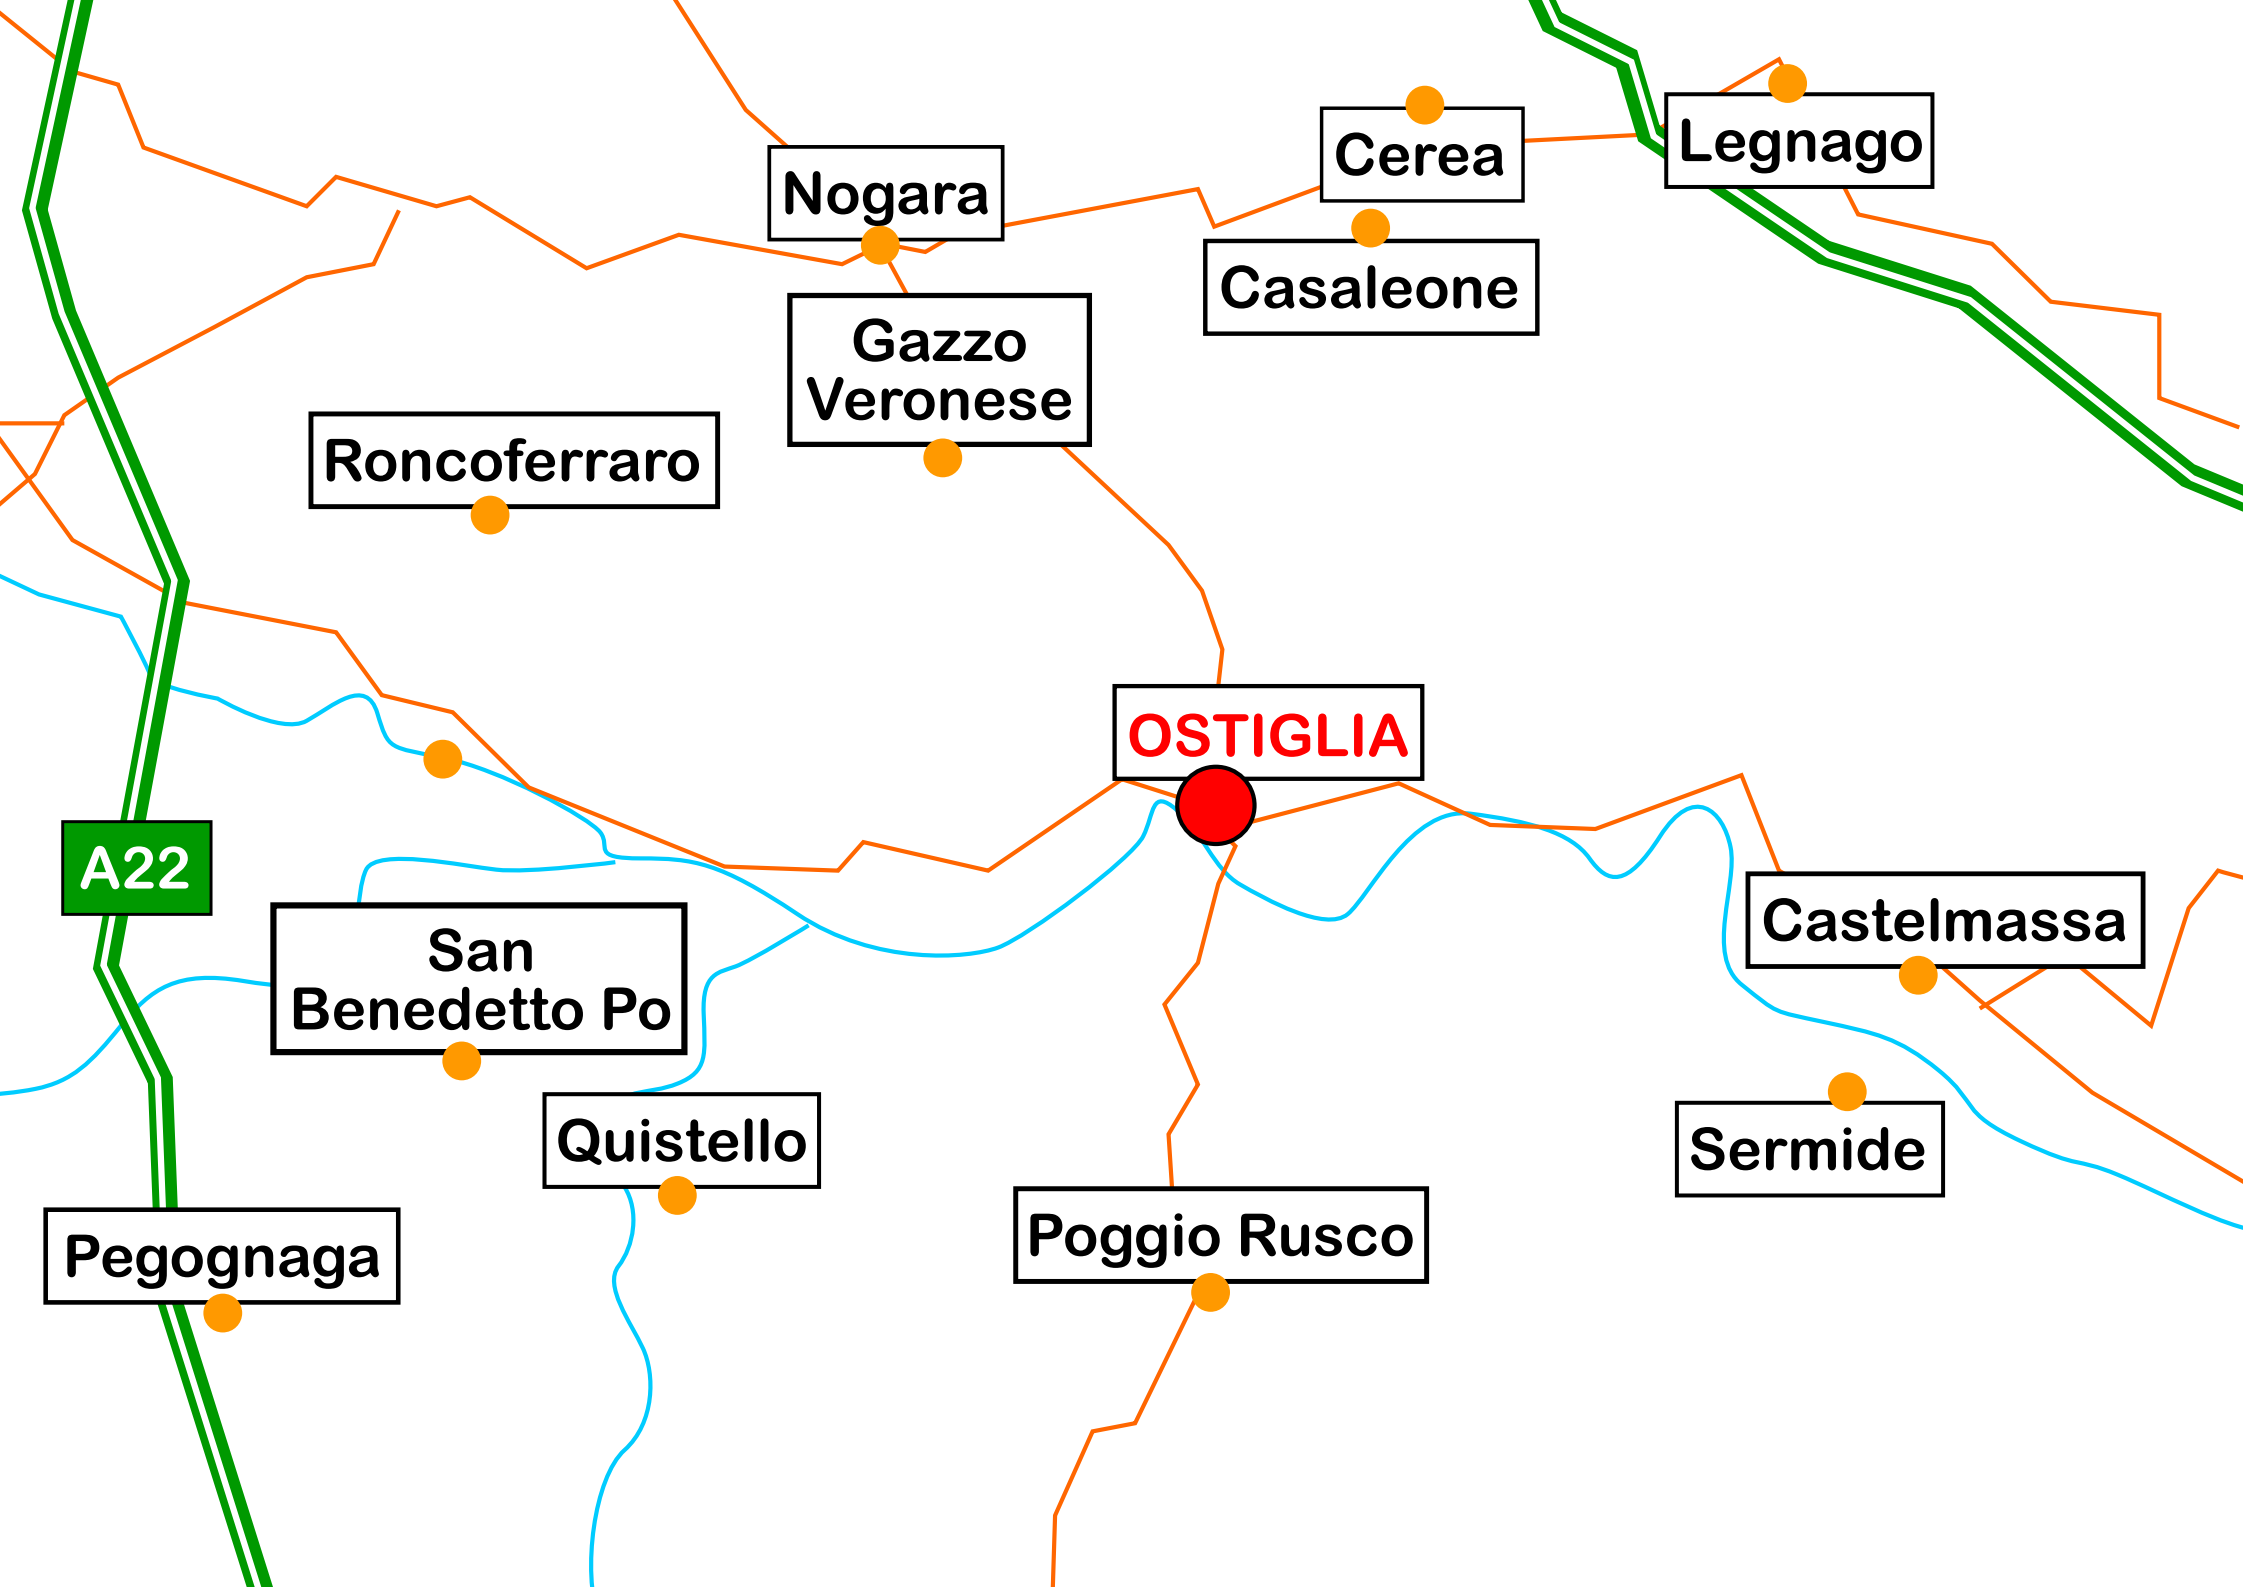 Legnago
Cerea
Nogara
Casaleone
Gazzo
Veronese
Roncoferraro
OSTIGLIA
A22
Castelmassa
San
Benedetto Po
Quistello
Sermide
Poggio Rusco
Pegognaga